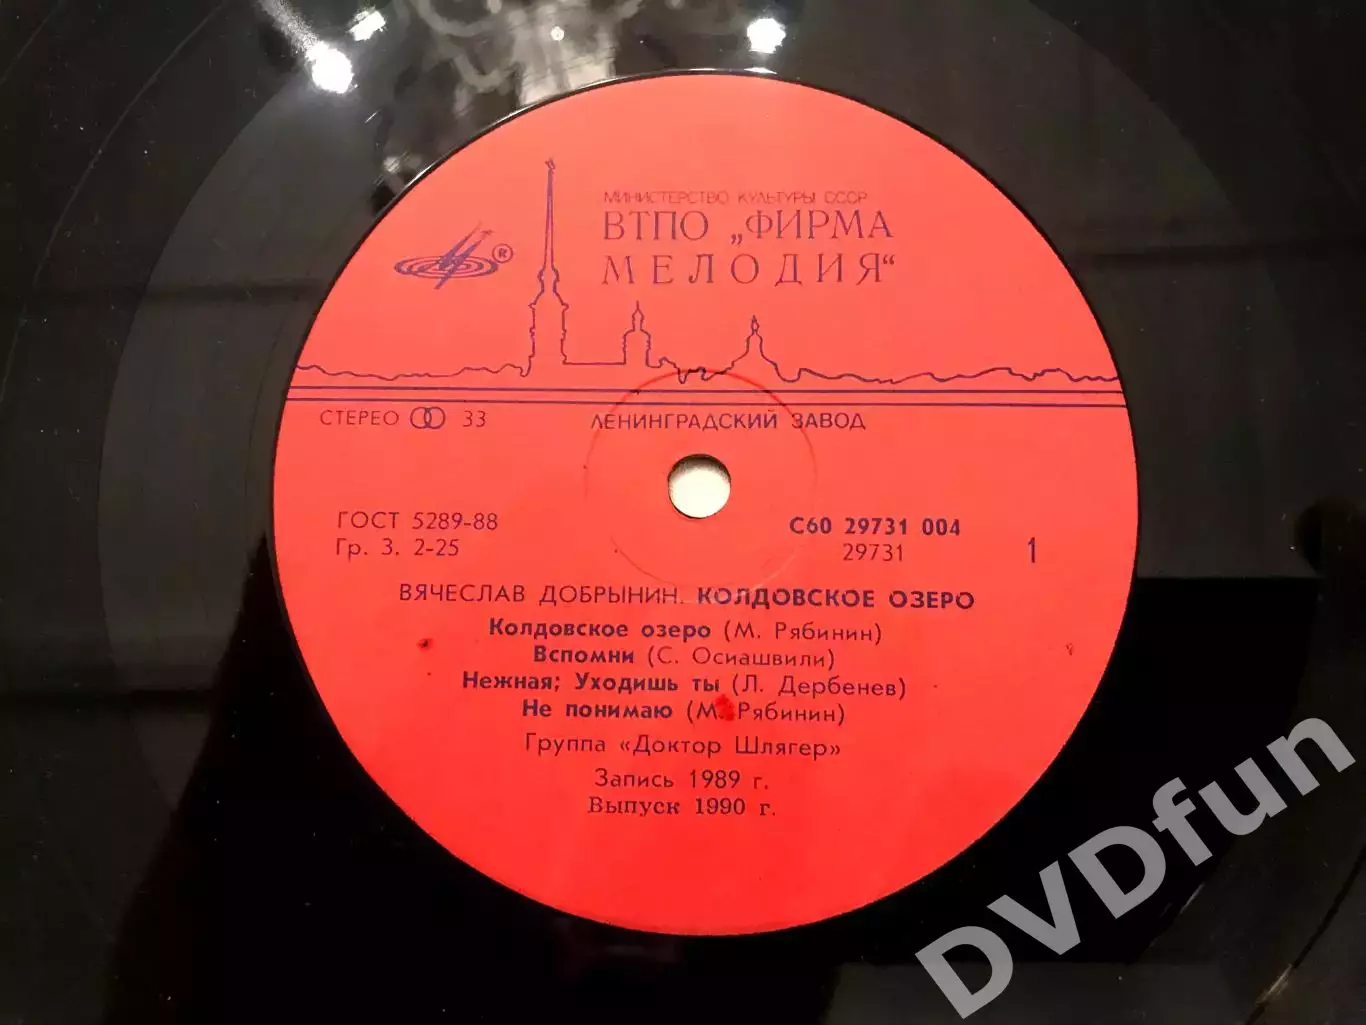 МИНИСТЕРСТВО КУЛЬТУРЫ СССР
ВТПО „ФИРМА
МЕЛОДИЯ“
®
СТЕРЕО 33
ЛЕНИНГРАДСКИЙ ЗАВОД
ГОСТ 5289-88
Гр. 3. 2-25
С60 29731 004
29731
1
ВЯЧЕСЛАВ ДОБРЫНИН. КОЛДОВСКОЕ ОЗЕРО
Колдовское озеро (М. Рябинин)
Вспомни (С. Осиашвили)
Нежная; Уходишь ты (Л. Дербенев)
Не понимаю (М. Рябинин)
Группа «Доктор Шлягер»
Запись 1989 г.
Выпуск 1990 г.
DVDfun